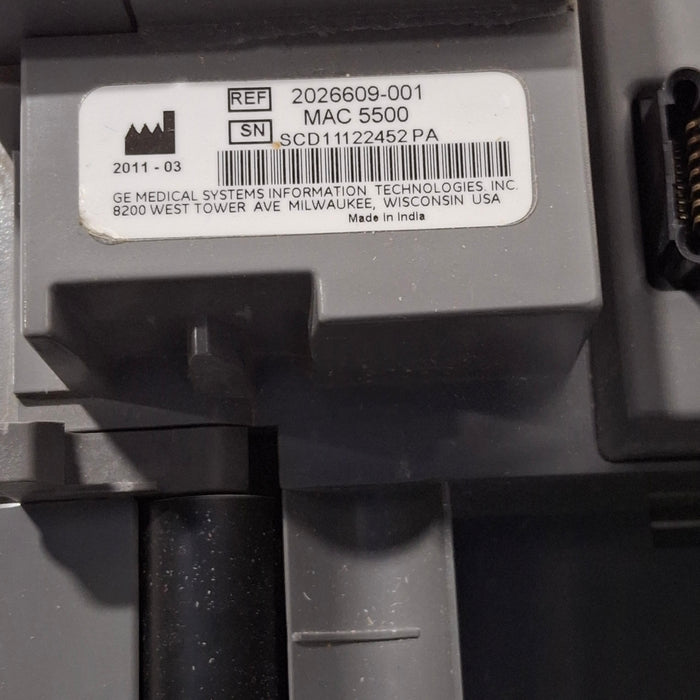 REF 2026609-001
MAC 5500
SN SCD11122452 PA
2011 - 03
GE MEDICAL SYSTEMS INFORMATION TECHNOLOGIES, INC.
8200 WEST TOWER AVE MILWAUKEE, WISCONSIN USA
Made in India